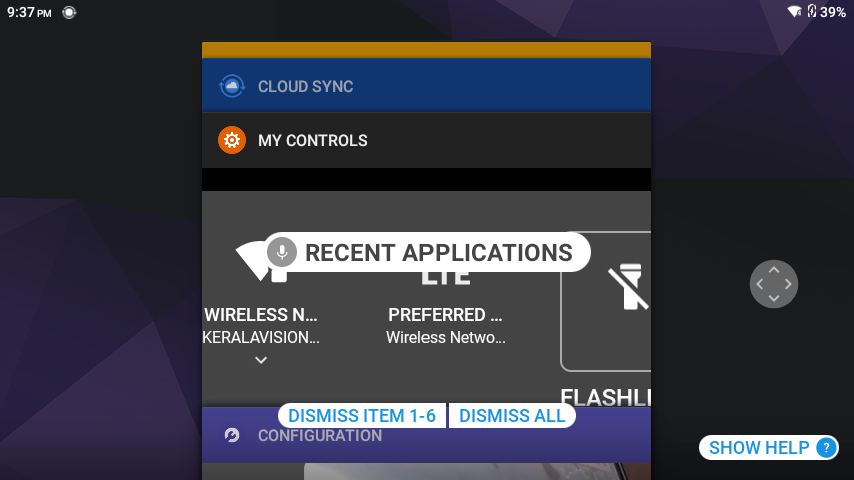 9:37 PM
39%
CLOUD SYNC
MY CONTROLS
RECENT APPLICATIONS
LTE
WIRELESS N...
PREFERRED ...
KERALAVISION...
Wireless Netwo...
FLASHLI
DISMISS ITEM 1-6
DISMISS ALL
CONFIGURATION
SHOW HELP ?